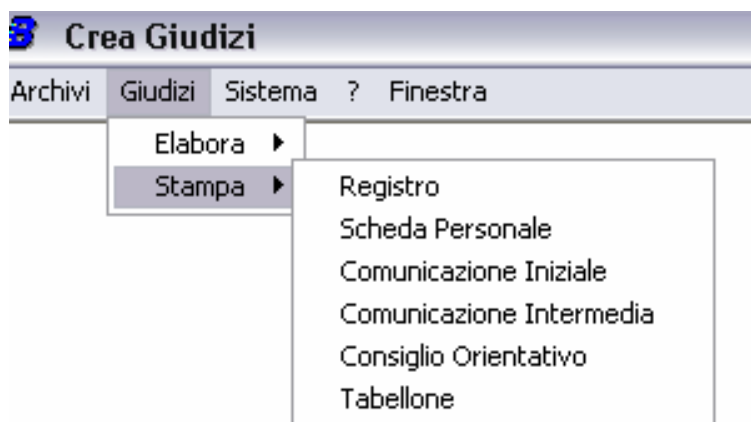 Crea Giudizi
Archivi Giudizi Sistema ? Finestra
Elabora
Stampa
Registro
Scheda Personale
Comunicazione Iniziale
Comunicazione Intermedia
Consiglio Orientativo
Tabellone